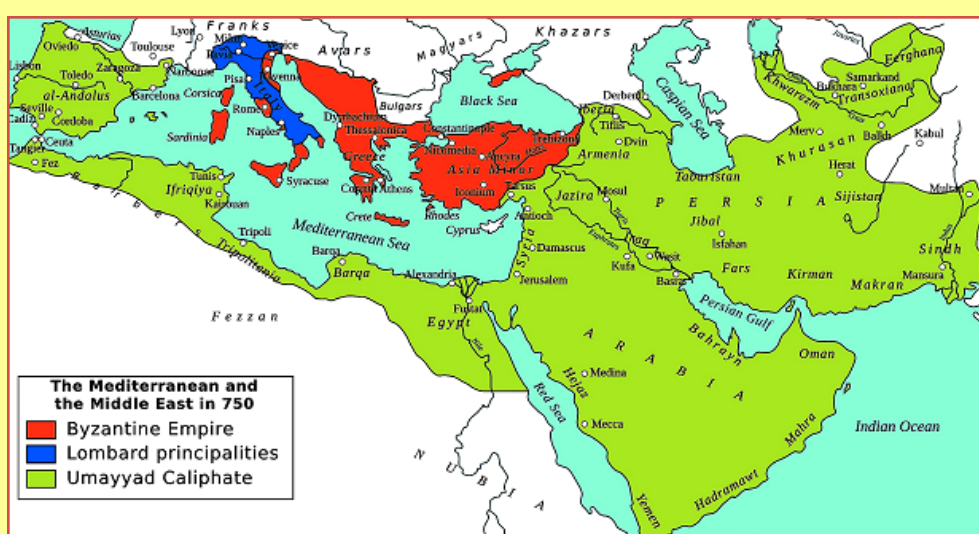 Franks
Asturias
Lyon
Milan
Venice
Khazars
Oviedo
Toulouse
Pavia
Avars
Magyars
Ferghana
Lisbon
Toledo
Zaragoza
Narbonne
Pisa
Ravenna
Samarkand
Bukhara
Khwarezm
Transoxiana
al-Andalus
Barcelona
Corsica
Italy
Black Sea
Caspian Sea
Derbent
Seville
Cordoba
Rome
Bulgars
Iberia
Tiflis
Cadiz
Sardinia
Naples
Dyrrhachium
Thessalonica
Constantinople
Trebizond
Dvin
Merv
Balkh
Kabul
Ceuta
Nicomedia
Ancyra
Armenia
Khurasan
Tangier
Fez
Greece
Asia Minor
Herat
Berbers
Tunis
Syracuse
Corinth
Athens
Iconium
Tarsus
Jazira
Mosul
Tabaristan
Ifriqiya
Kairouan
Crete
Rhodes
Antioch
PERSIA
Sijistan
Multan
Cyprus
Tigris
Jibal
Tripoli
Mediterranean Sea
Syria
Euphrates
Iraq
Isfahan
Sindh
Tripolitania
Barqa
Damascus
Wasit
Kufa
Barqa
Alexandria
Jerusalem
Basra
Fars
Kirman
Makran
Mansura
Fustat
Persian Gulf
Fezzan
Egypt
Nile
ARABIA
Bahrayn
Oman
Medina
Hejaz
Red Sea
Mecca
Mahra
Indian Ocean
NUBIA
Hadramawt
Yemen
The Mediterranean and
the Middle East in 750
Byzantine Empire
Lombard principalities
Umayyad Caliphate